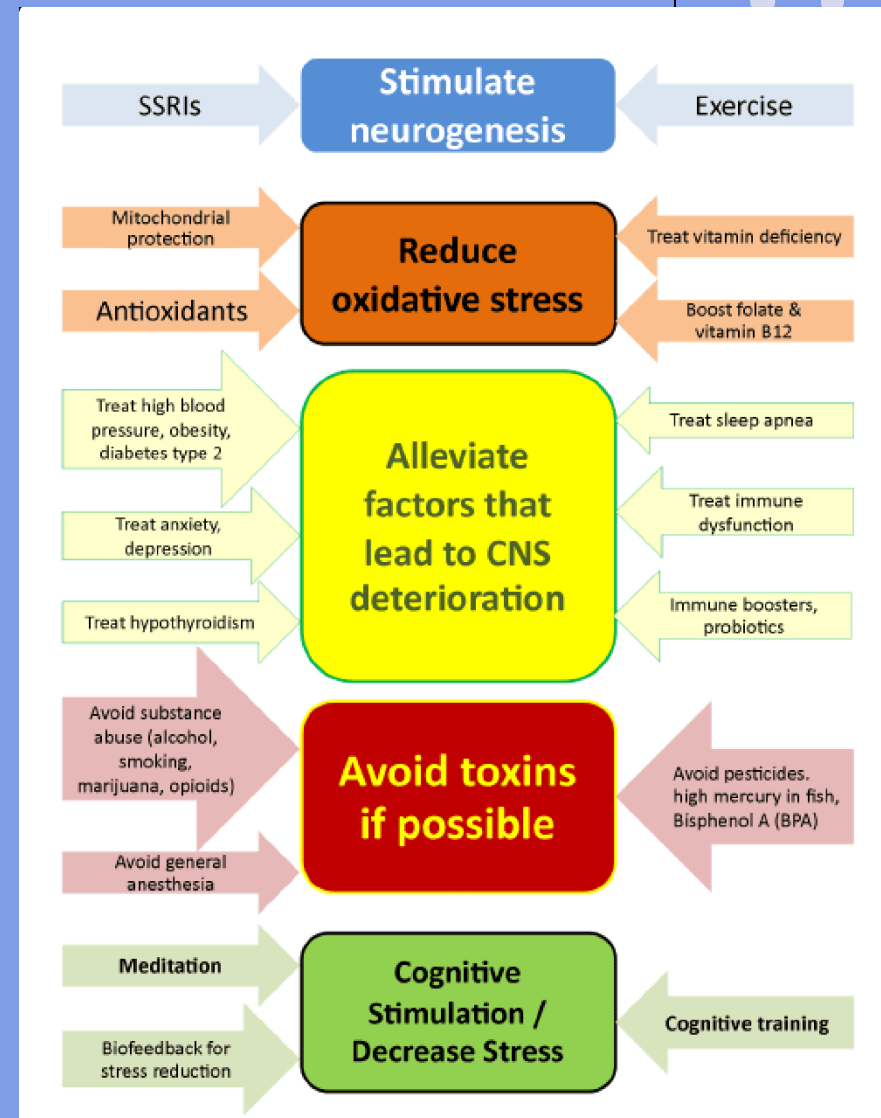 SSRIs
Stimulate
neurogenesis
Exercise
Mitochondrial
protection
Antioxidants
Reduce
oxidative stress
Treat vitamin deficiency
Boost folate &
vitamin B12
Treat high blood
pressure, obesity,
diabetes type 2
Treat anxiety,
depression
Treat hypothyroidism
Alleviate
factors that
lead to CNS
deterioration
Treat sleep apnea
Treat immune
dysfunction
Immune boosters,
probiotics
Avoid substance
abuse (alcohol,
smoking,
marijuana, opioids)
Avoid general
anesthesia
Avoid toxins
if possible
Avoid pesticides.
high mercury in fish,
Bisphenol A (BPA)
Meditation
Biofeedback for
stress reduction
Cognitive
Stimulation /
Decrease Stress
Cognitive training